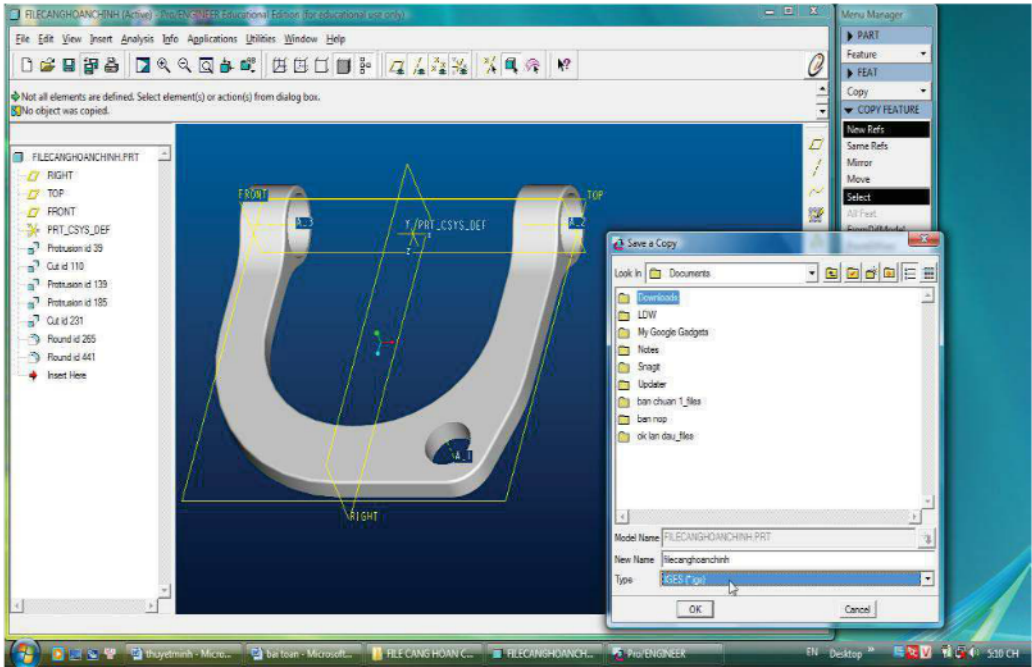 FILECANGHOANCHINH (Active) - Pro/ENGINEER Educational Edition (for educational use only)
File Edit View Insert Analysis Info Applications Utilities Window Help
Not all elements are defined. Select element(s) or action(s) from dialog box.
No object was copied.
FILECANGHOANCHINH.PRT
RIGHT
TOP
FRONT
PRT_CSYS_DEF
Protrusion id 39
Cut id 110
Protrusion id 139
Protrusion id 185
Cut id 231
Round id 265
Round id 441
Insert Here
FRONT
TOP
A_3
Y
PRT_CSYS_DEF
Z
A_2
A_1
RIGHT
Menu Manager
PART
Feature
FEAT
Copy
COPY FEATURE
New Refs
Same Refs
Mirror
Move
Select
All Feat
Save a Copy
Look In Documents
Downloads
LDW
My Google Gadgets
Notes
SnagIt
Updater
ban chuan 1_files
ban nop
ok lan dau_files
Model Name FILECANGHOANCHINH.PRT
New Name filecanghoanchinh
Type IGES (*.igs)
OK Cancel
thuyetminh - Micro... bai toan - Microsoft... FILE CANG HOAN C... FILECANGHOANCH... Pro/ENGINEER EN Desktop » 5:10 CH